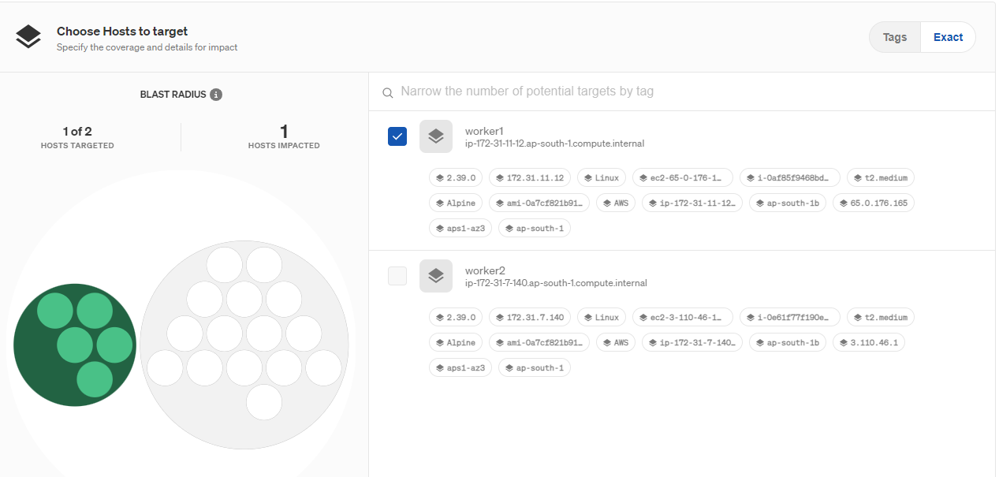 Choose Hosts to target
Specify the coverage and details for impact
Tags Exact
BLAST RADIUS
1 of 2
HOSTS TARGETED
1
HOSTS IMPACTED
Narrow the number of potential targets by tag
worker1
ip-172-31-11-12.ap-south-1.compute.internal
2.39.0 172.31.11.12 Linux ec2-65-0-176-1… i-0af85f9468bd… t2.medium
Alpine ami-0a7cf821b91… AWS ip-172-31-11-12… ap-south-1b 65.0.176.165
aps1-az3 ap-south-1
worker2
ip-172-31-7-140.ap-south-1.compute.internal
2.39.0 172.31.7.140 Linux ec2-3-110-46-1… i-0e61f77f190e… t2.medium
Alpine ami-0a7cf821b91… AWS ip-172-31-7-140… ap-south-1b 3.110.46.1
aps1-az3 ap-south-1